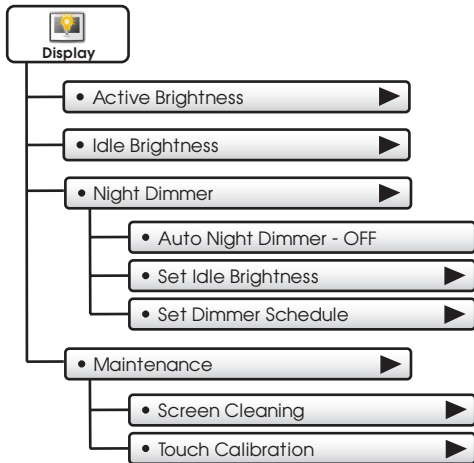 Display
• Active Brightness
• Idle Brightness
• Night Dimmer
• Auto Night Dimmer - OFF
• Set Idle Brightness
• Set Dimmer Schedule
• Maintenance
• Screen Cleaning
• Touch Calibration